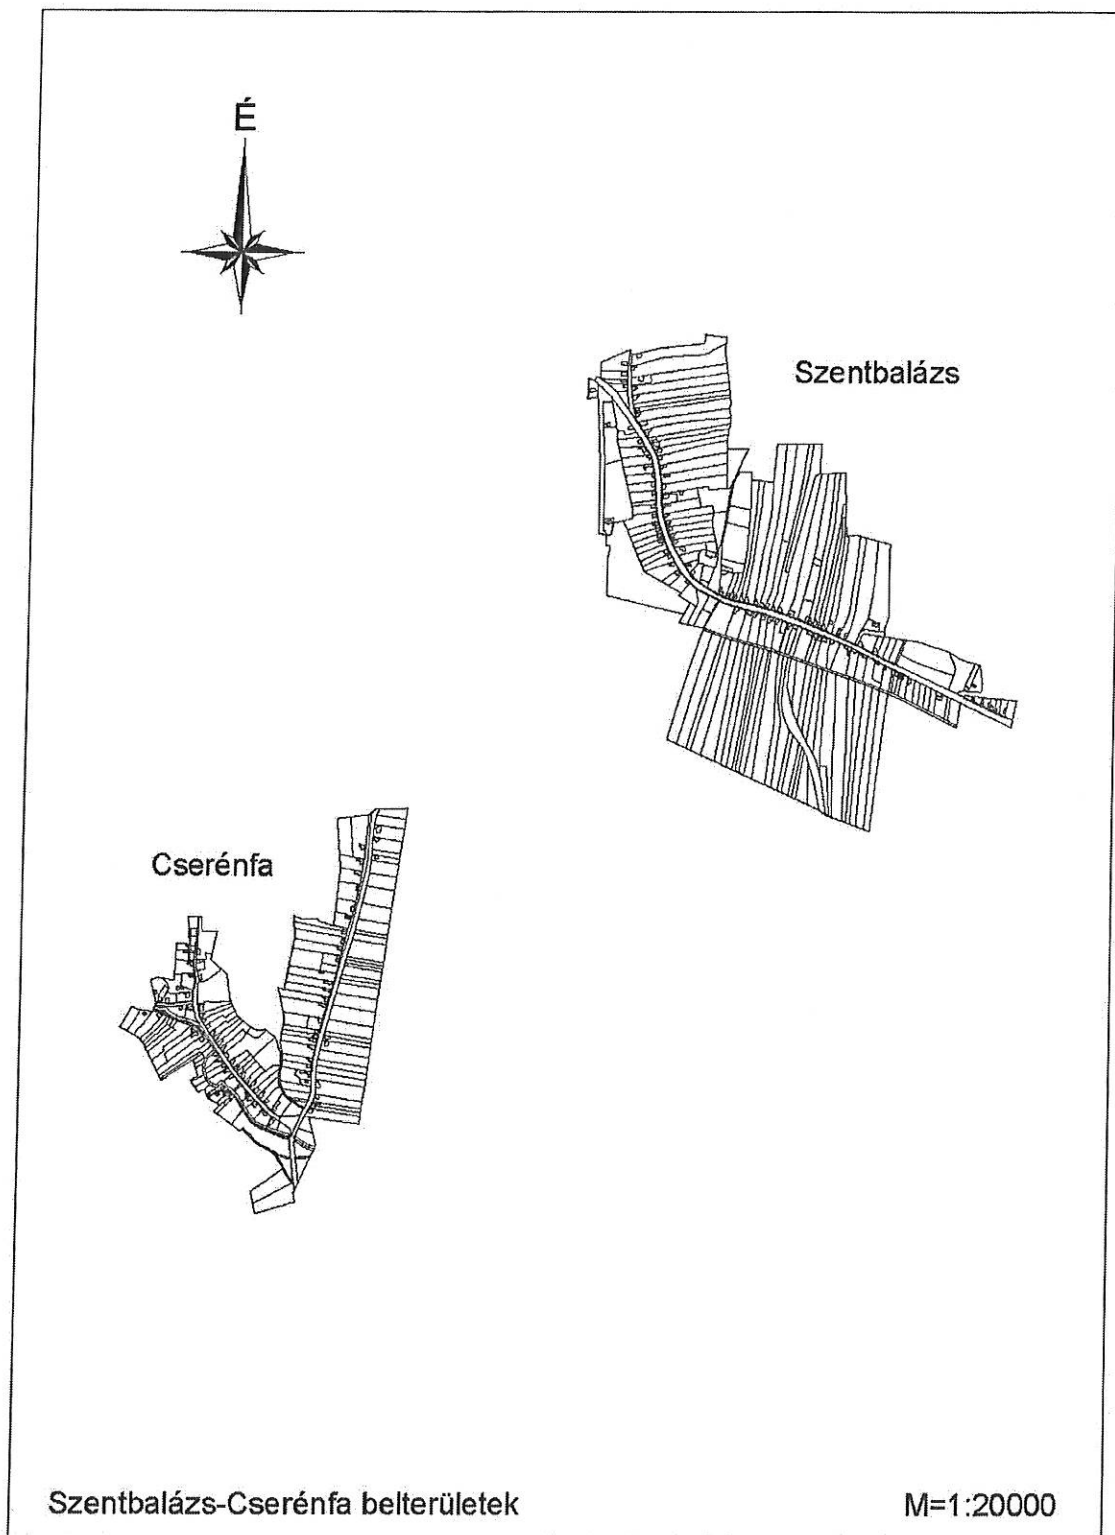 É
Szentbalázs
Cserénfa
Szentbalázs-Cserénfa belterületek
M=1:20000